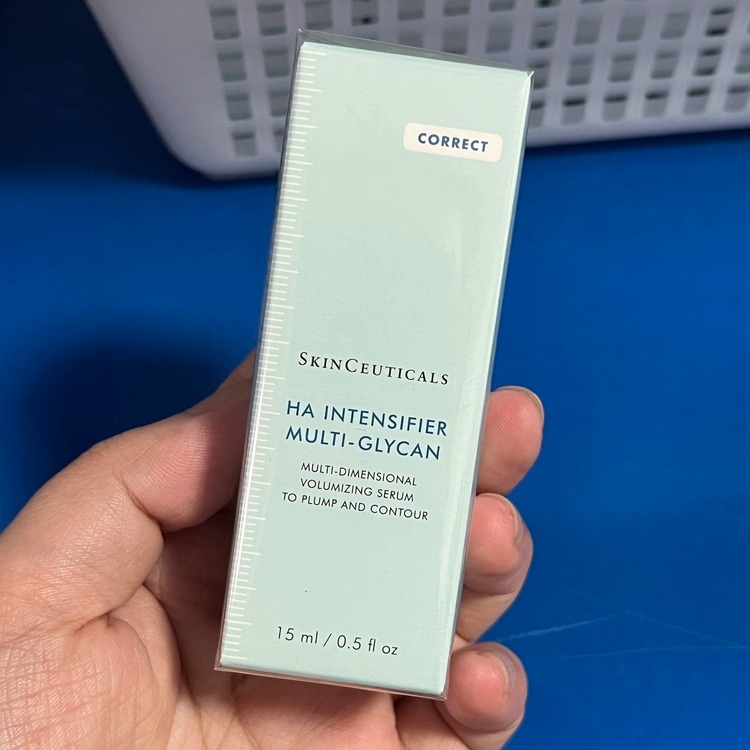 CORRECT
SKINCEUTICALS
HA INTENSIFIER
MULTI-GLYCAN
MULTI-DIMENSIONAL
VOLUMIZING SERUM
TO PLUMP AND CONTOUR
15 ml / 0.5 fl oz